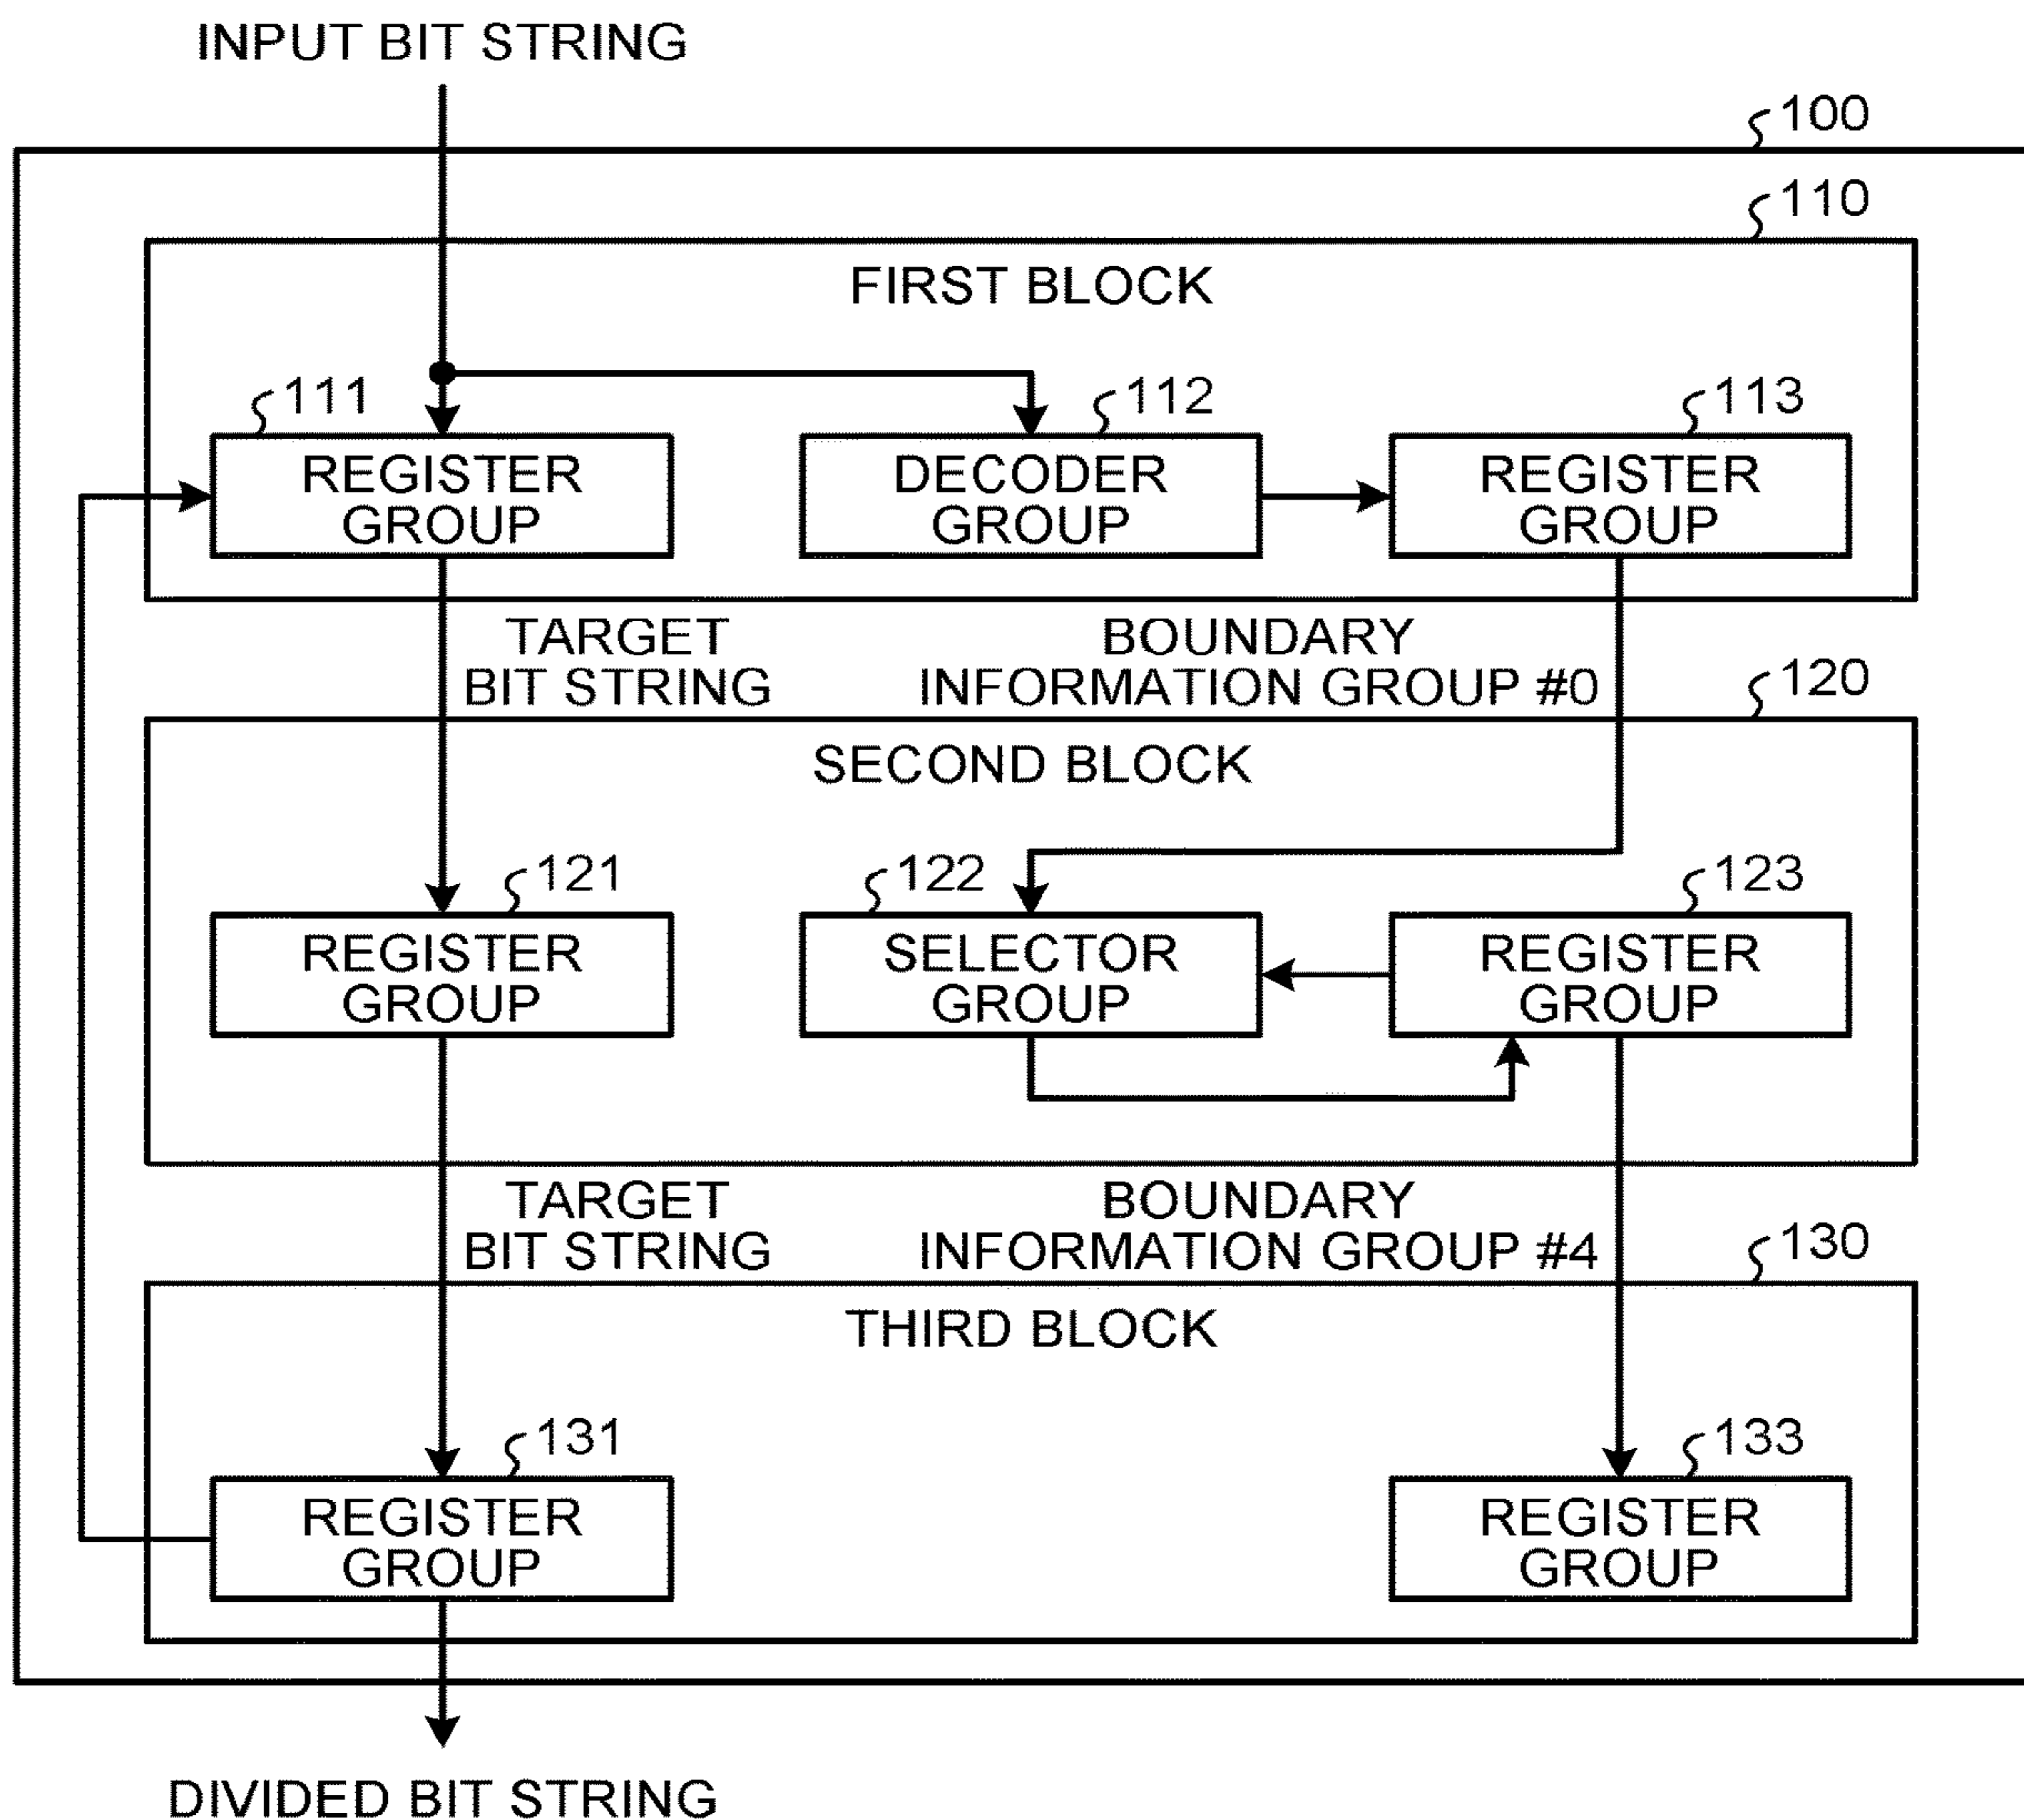 INPUT BIT STRING
100
110
FIRST BLOCK
111
112
113
REGISTER
GROUP
DECODER
GROUP
REGISTER
GROUP
TARGET
BIT STRING
BOUNDARY
INFORMATION GROUP #0
120
SECOND BLOCK
121
122
123
REGISTER
GROUP
SELECTOR
GROUP
REGISTER
GROUP
TARGET
BIT STRING
BOUNDARY
INFORMATION GROUP #4
130
THIRD BLOCK
131
133
REGISTER
GROUP
REGISTER
GROUP
DIVIDED BIT STRING